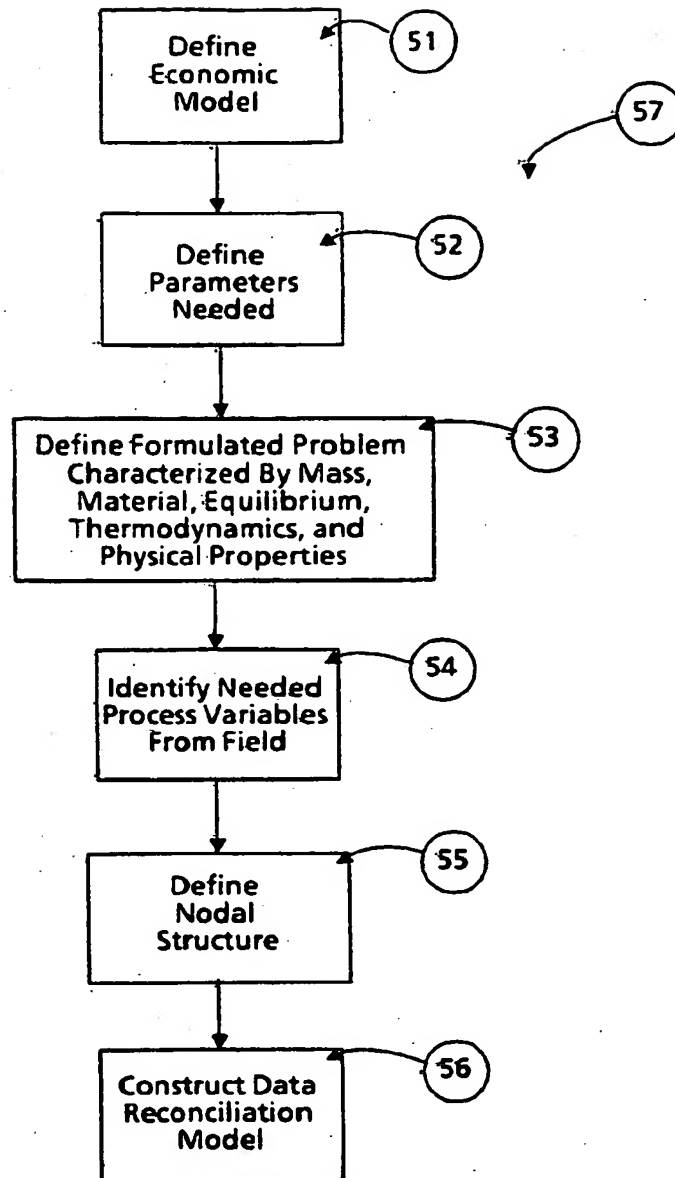 Define
Economic
Model
51
57
Define
Parameters
Needed
52
Define Formulated Problem
Characterized By Mass,
Material, Equilibrium,
Thermodynamics, and
Physical Properties
53
Identify Needed
Process Variables
From Field
54
Define
Nodal
Structure
55
Construct Data
Reconciliation
Model
56